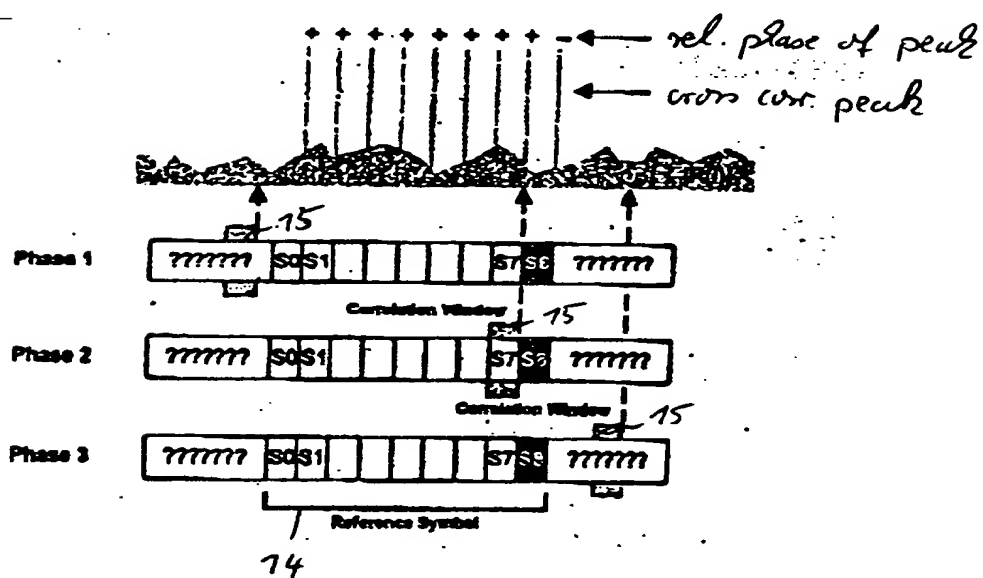 + + + + + + + + - rel. phase of peak
cross corr. peak
15
Phase 1 ??????? S0 S1 S7 S8 ???????
Correlation Window 15
Phase 2 ??????? S0 S1 S7 S8 ???????
Correlation Window 15
Phase 3 ??????? S0 S1 S7 ???????
Reference Symbol
14